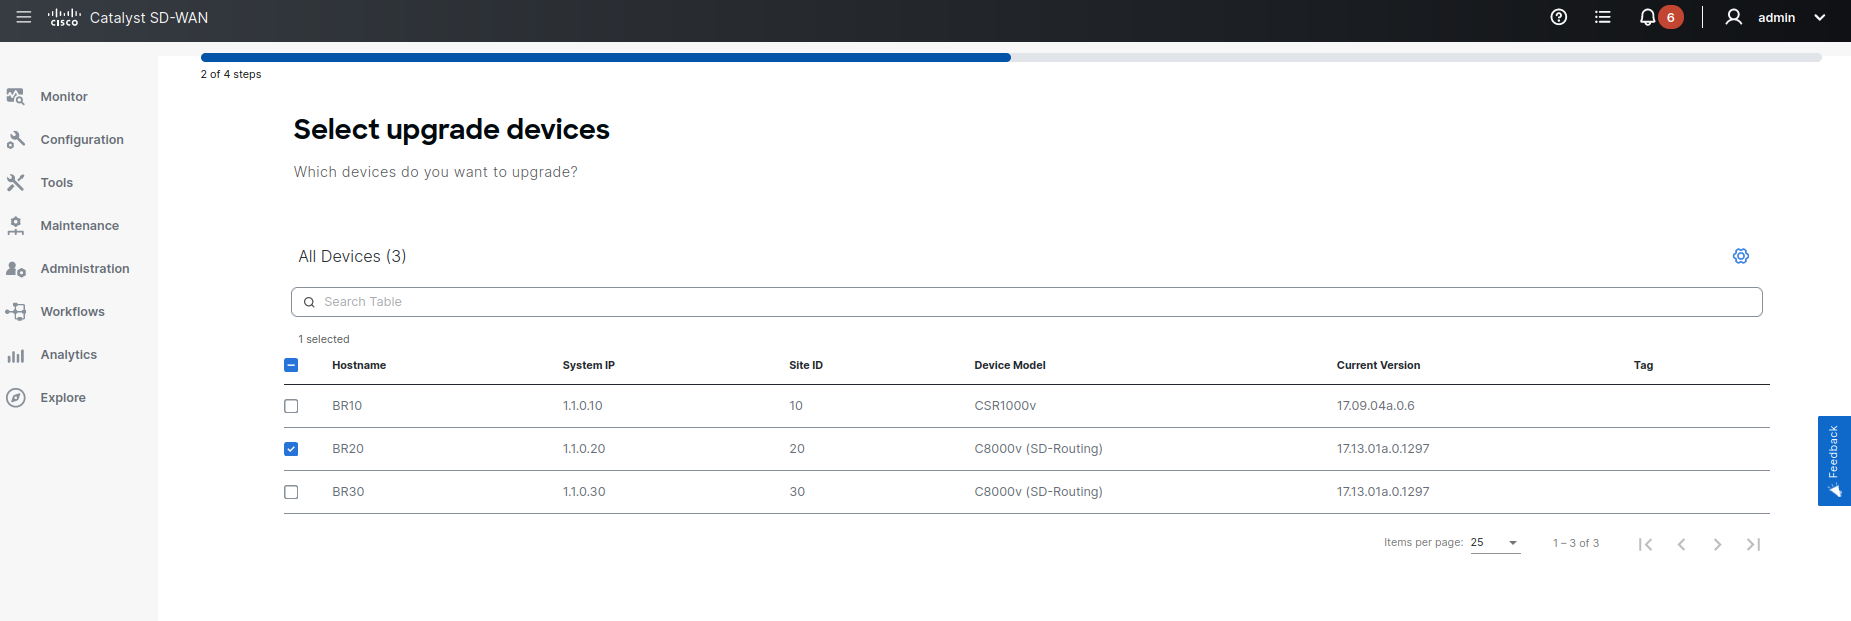 CISCO Catalyst SD-WAN 6 admin
2 of 4 steps
Monitor
Configuration
Tools
Maintenance
Administration
Workflows
Analytics
Explore
Select upgrade devices
Which devices do you want to upgrade?
All Devices (3)
Search Table
1 selected
Hostname System IP Site ID Device Model Current Version Tag
BR10 1.1.0.10 10 CSR1000v 17.09.04a.0.6
BR20 1.1.0.20 20 C8000v (SD-Routing) 17.13.01a.0.1297
BR30 1.1.0.30 30 C8000v (SD-Routing) 17.13.01a.0.1297
Items per page: 25 1 – 3 of 3
Feedback